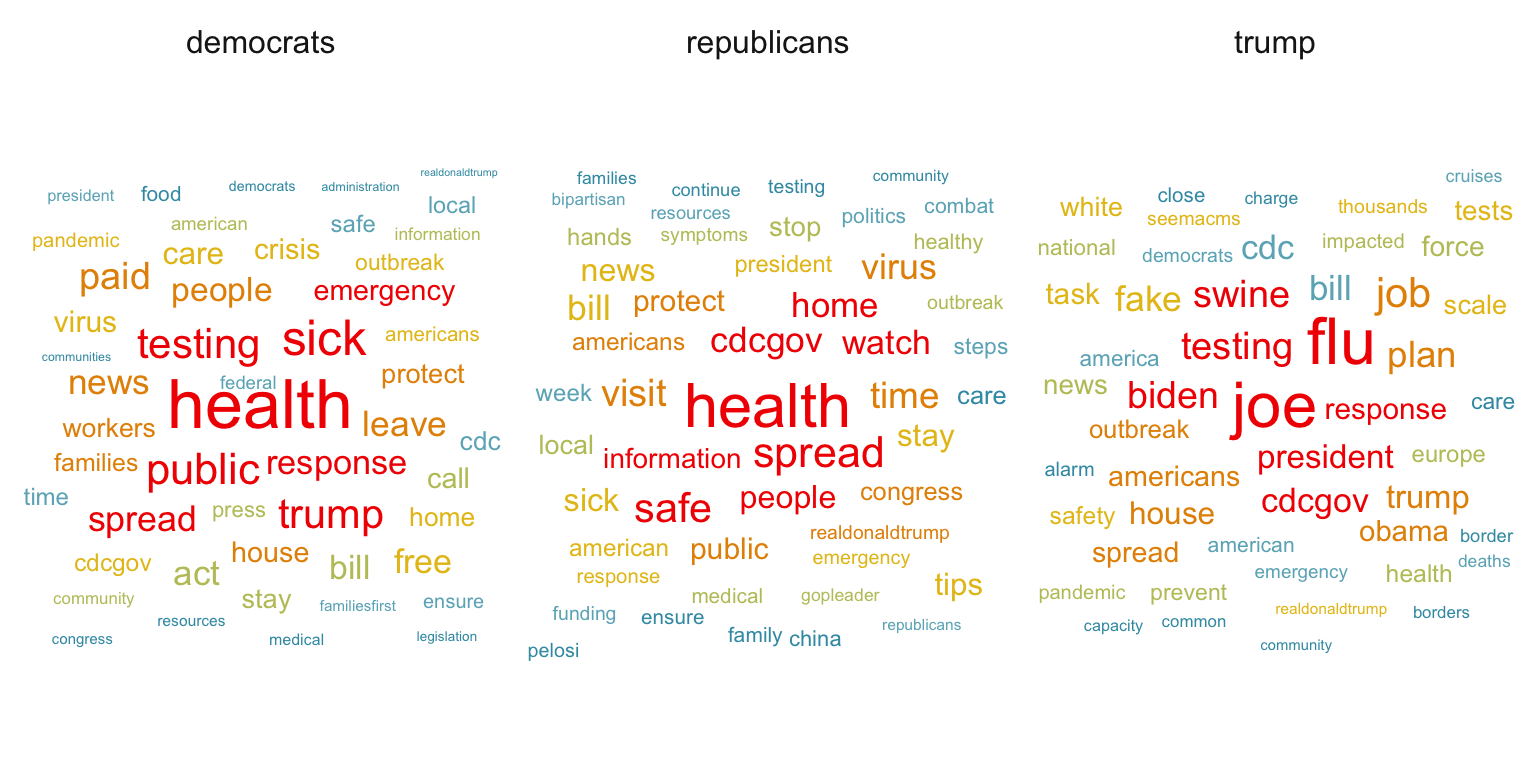 democrats
realdonaldtrump
president food democrats administration
local
american safe information
pandemic care crisis outbreak
paid people emergency
virus testing sick americans
communities
news federal protect
health
workers leave cdc
families public response call
time
spread press trump home
cdcgov act house bill free
community stay familiesfirst ensure
resources
congress medical legislation
republicans
families continue testing community
bipartisan resources politics combat
hands symptoms stop healthy
news president virus
bill protect home outbreak
americans cdcgov watch steps
week visit health time care
local information spread stay
sick safe people congress
realdonaldtrump
american public emergency
response medical gopleader tips
funding ensure republicans
pelosi family china
trump
cruises
white close charge thousands tests
seemacms
national democrats cdc impacted force
task fake swine bill job scale
america testing flu plan
news biden joe response care
outbreak
alarm americans president europe
safety house cdcgov trump
spread american obama border
emergency health deaths
pandemic prevent realdonaldtrump borders
capacity common
community